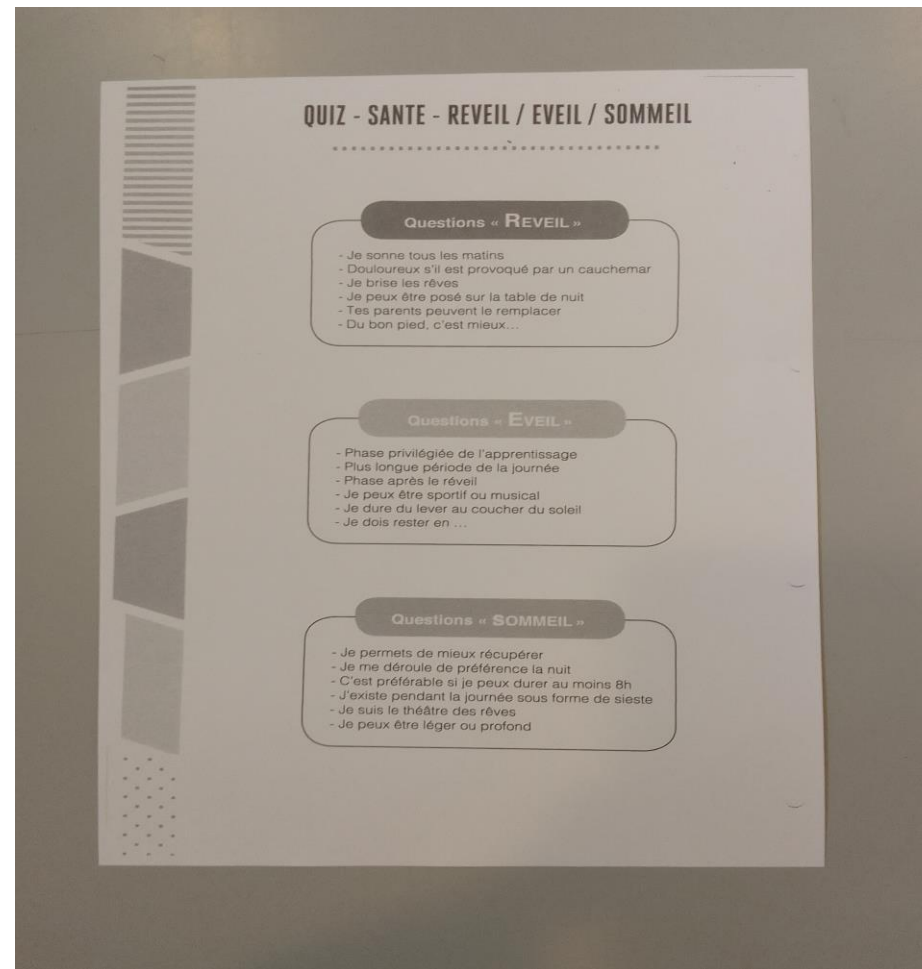 QUIZ - SANTE - REVEIL / EVEIL / SOMMEIL
Questions « REVEIL »
- Je sonne tous les matins
- Douloureux s'il est provoqué par un cauchemar
- Je brise les rêves
- Je peux être posé sur la table de nuit
- Tes parents peuvent le remplacer
- Du bon pied, c'est mieux...
Questions « EVEIL »
- Phase privilégiée de l'apprentissage
- Plus longue période de la journée
- Phase après le réveil
- Je peux être sportif ou musical
- Je dure du lever au coucher du soleil
- Je dois rester en ...
Questions « SOMMEIL »
- Je permets de mieux récupérer
- Je me déroule de préférence la nuit
- C'est préférable si je peux durer au moins 8h
- J'existe pendant la journée sous forme de sieste
- Je suis le théâtre des rêves
- Je peux être léger ou profond